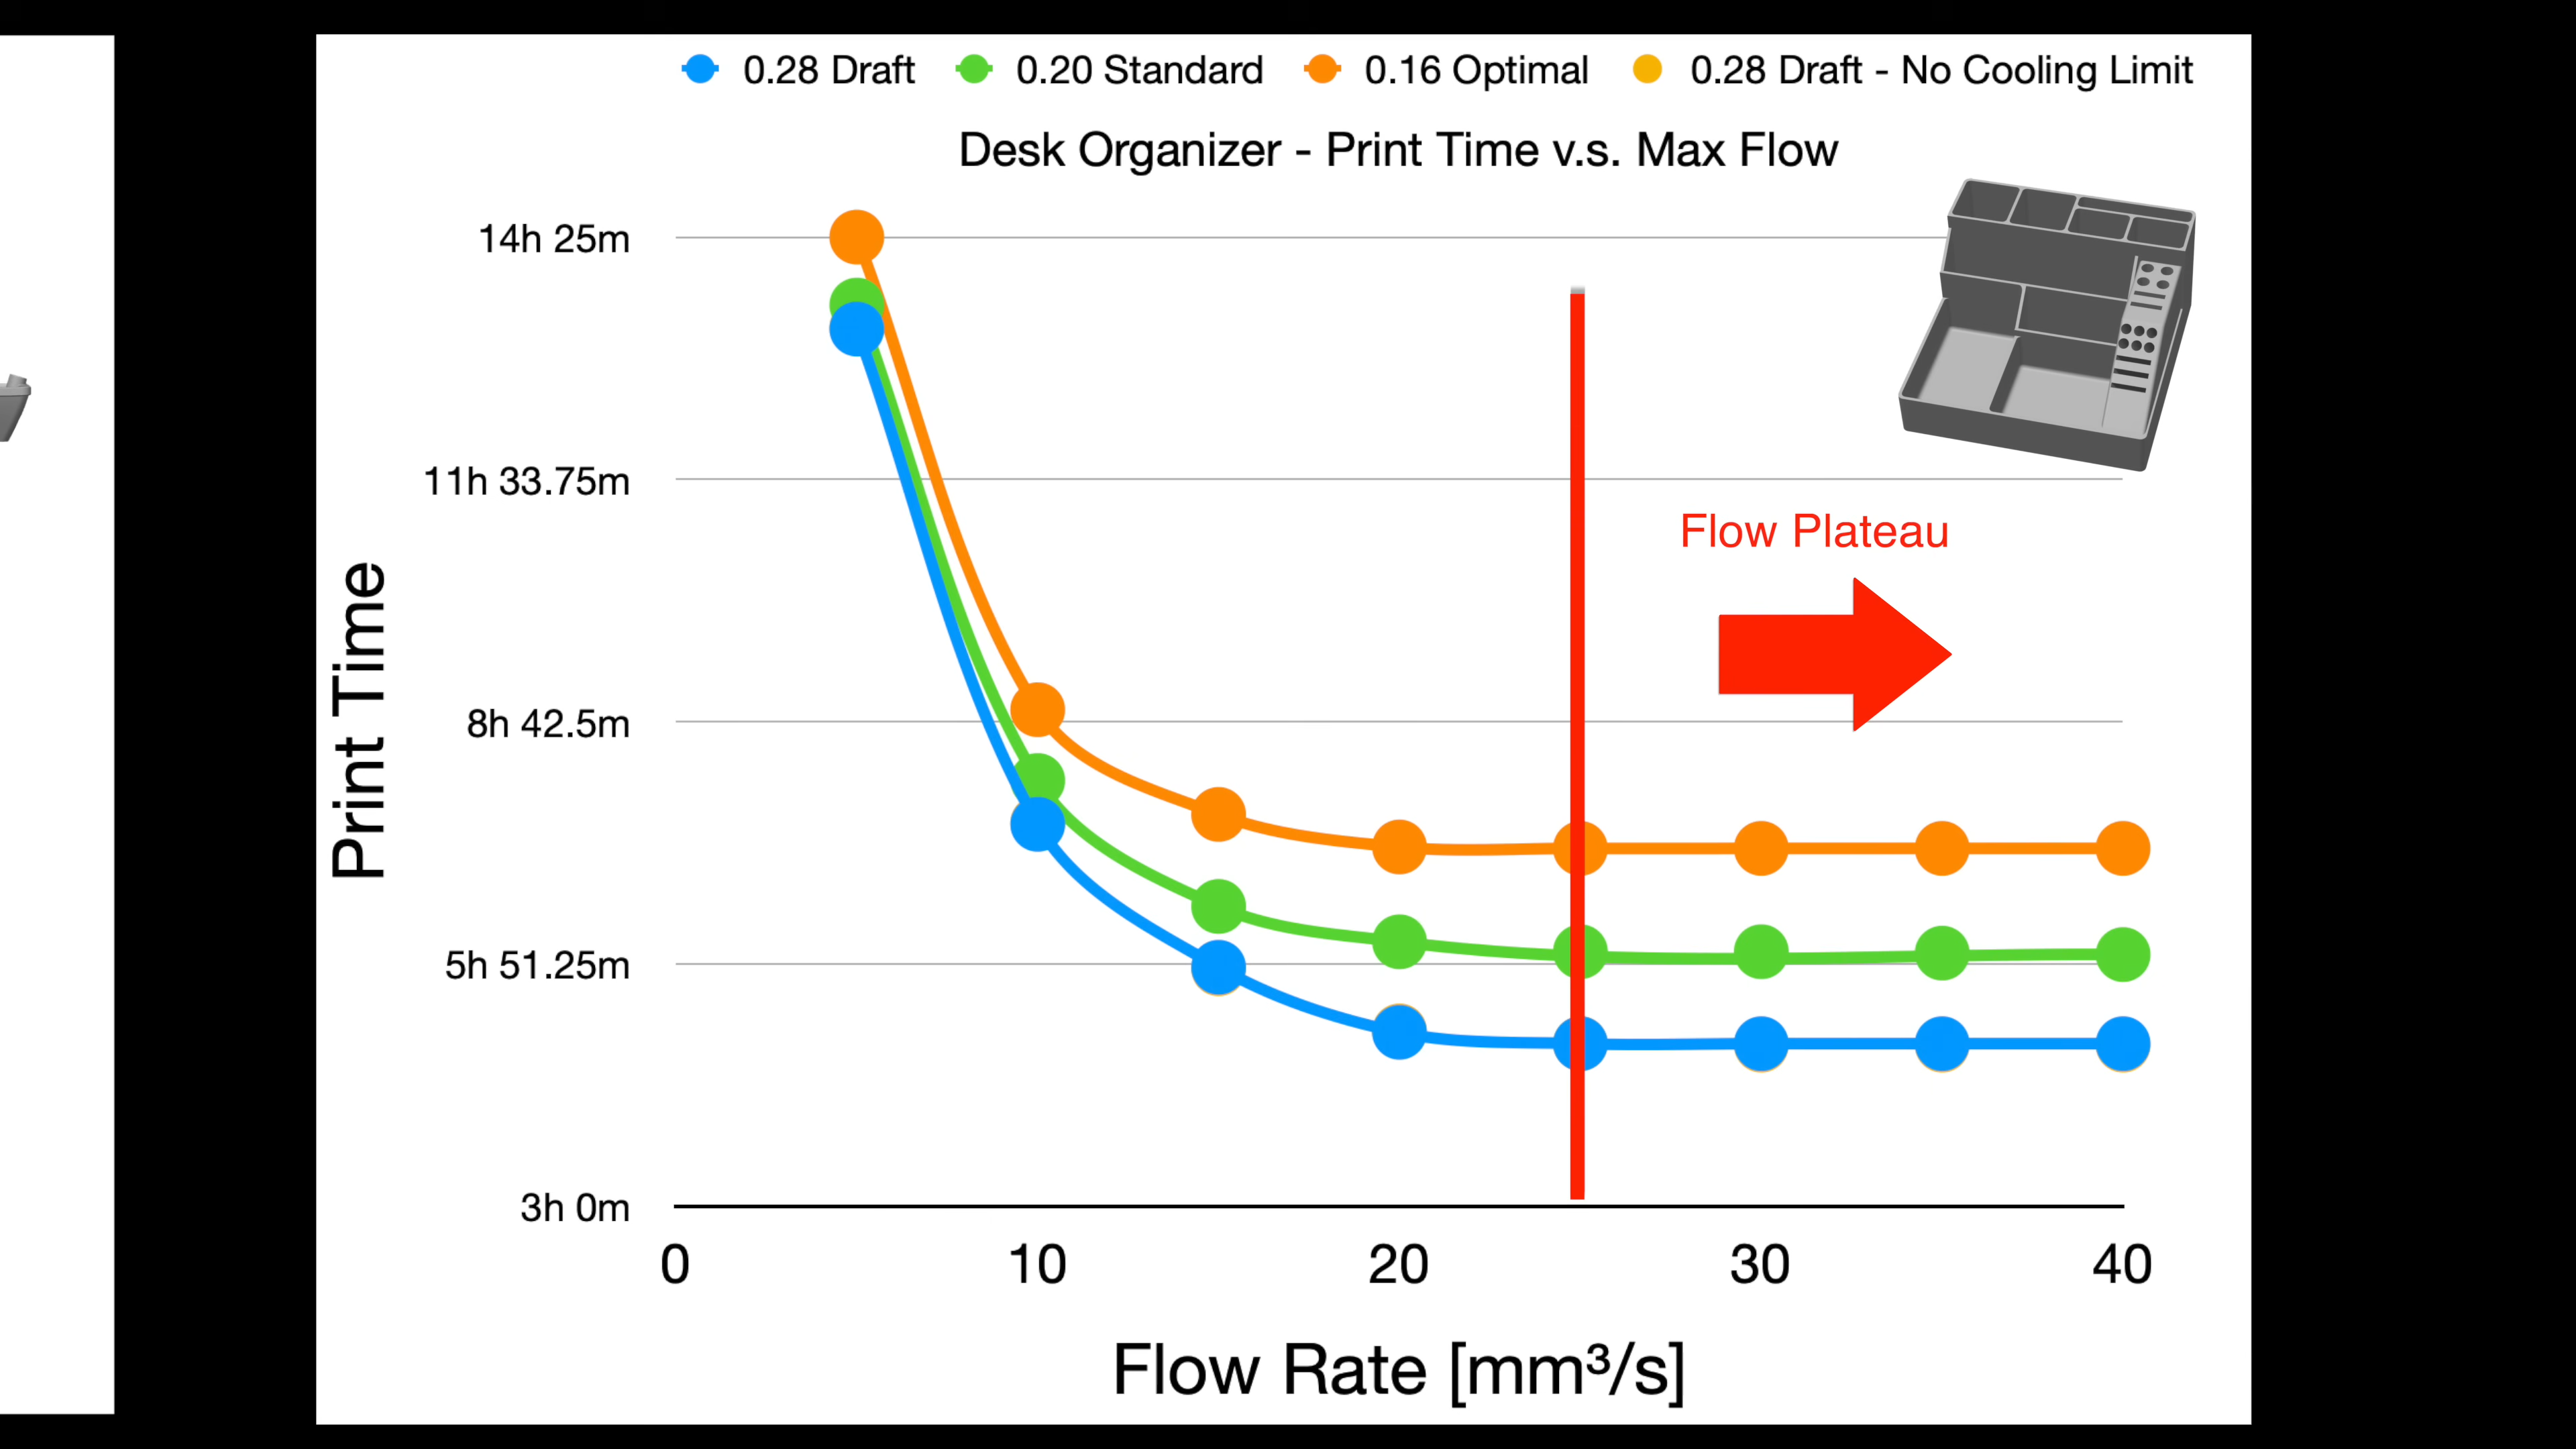 0.28 Draft 0.20 Standard 0.16 Optimal 0.28 Draft - No Cooling Limit
Desk Organizer - Print Time v.s. Max Flow
14h 25m
11h 33.75m
Flow Plateau
Print Time
8h 42.5m
5h 51.25m
3h 0m
0 10 20 30 40
Flow Rate [mm³/s]